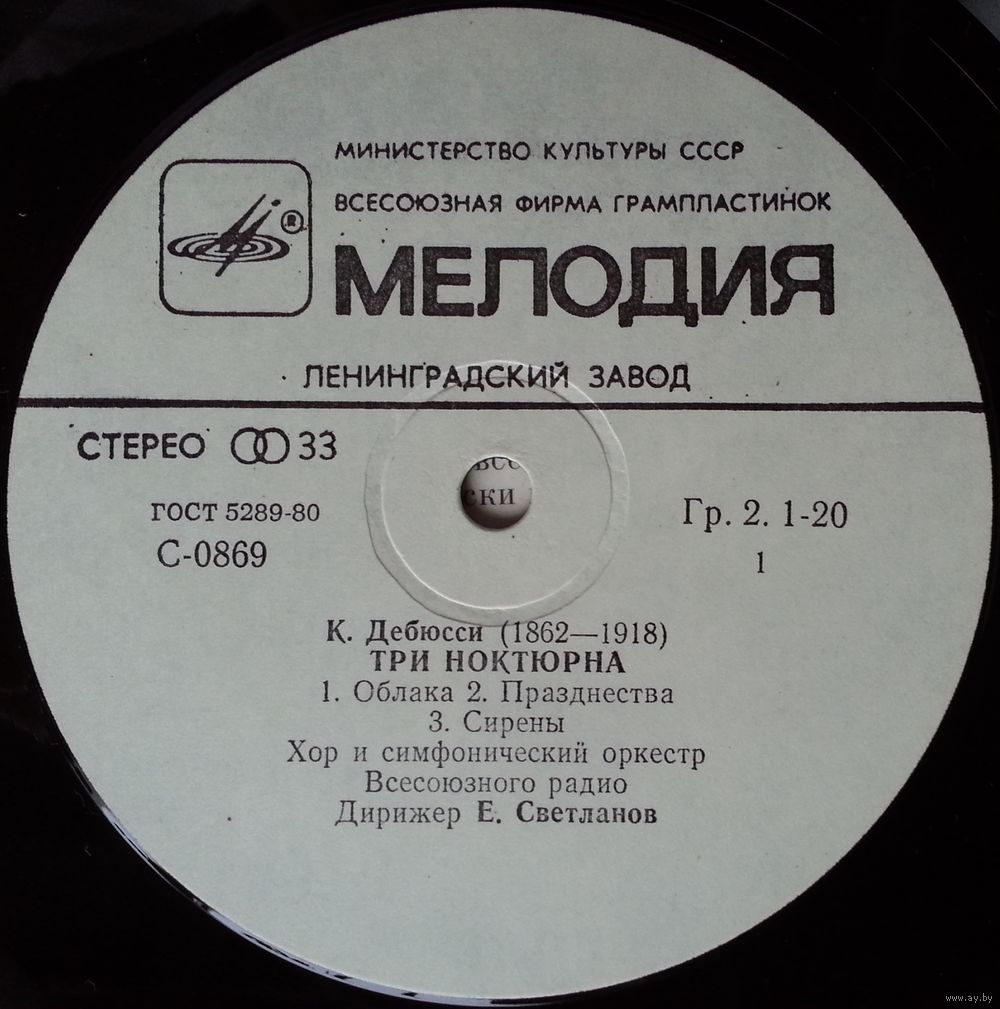 МИНИСТЕРСТВО КУЛЬТУРЫ СССР
ВСЕСОЮЗНАЯ ФИРМА ГРАМПЛАСТИНОК
®
МЕЛОДИЯ
ЛЕНИНГРАДСКИЙ ЗАВОД
СТЕРЕО 33
ГОСТ 5289-80
Гр. 2. 1-20
С-0869
1
ски
К. Дебюсси (1862—1918)
ТРИ НОКТЮРНА
1. Облака 2. Празднества
3. Сирены
Хор и симфонический оркестр
Всесоюзного радио
Дирижер Е. Светланов
www.ay.by